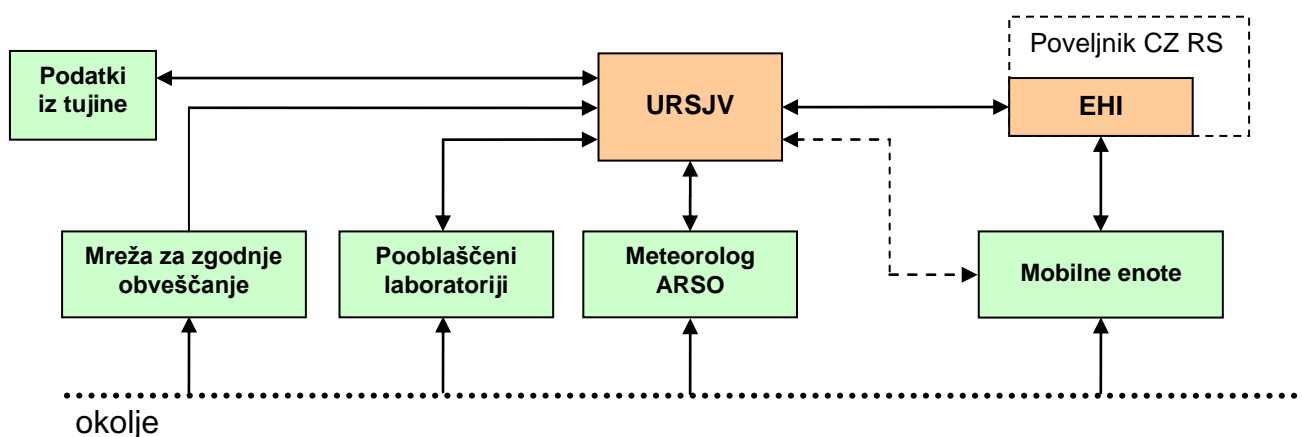 Poveljnik CZ RS
Podatki
iz tujine
URSJV
EHI
Mreža za zgodnje
obveščanje
Pooblaščeni
laboratoriji
Meteorolog
ARSO
Mobilne enote
okolje